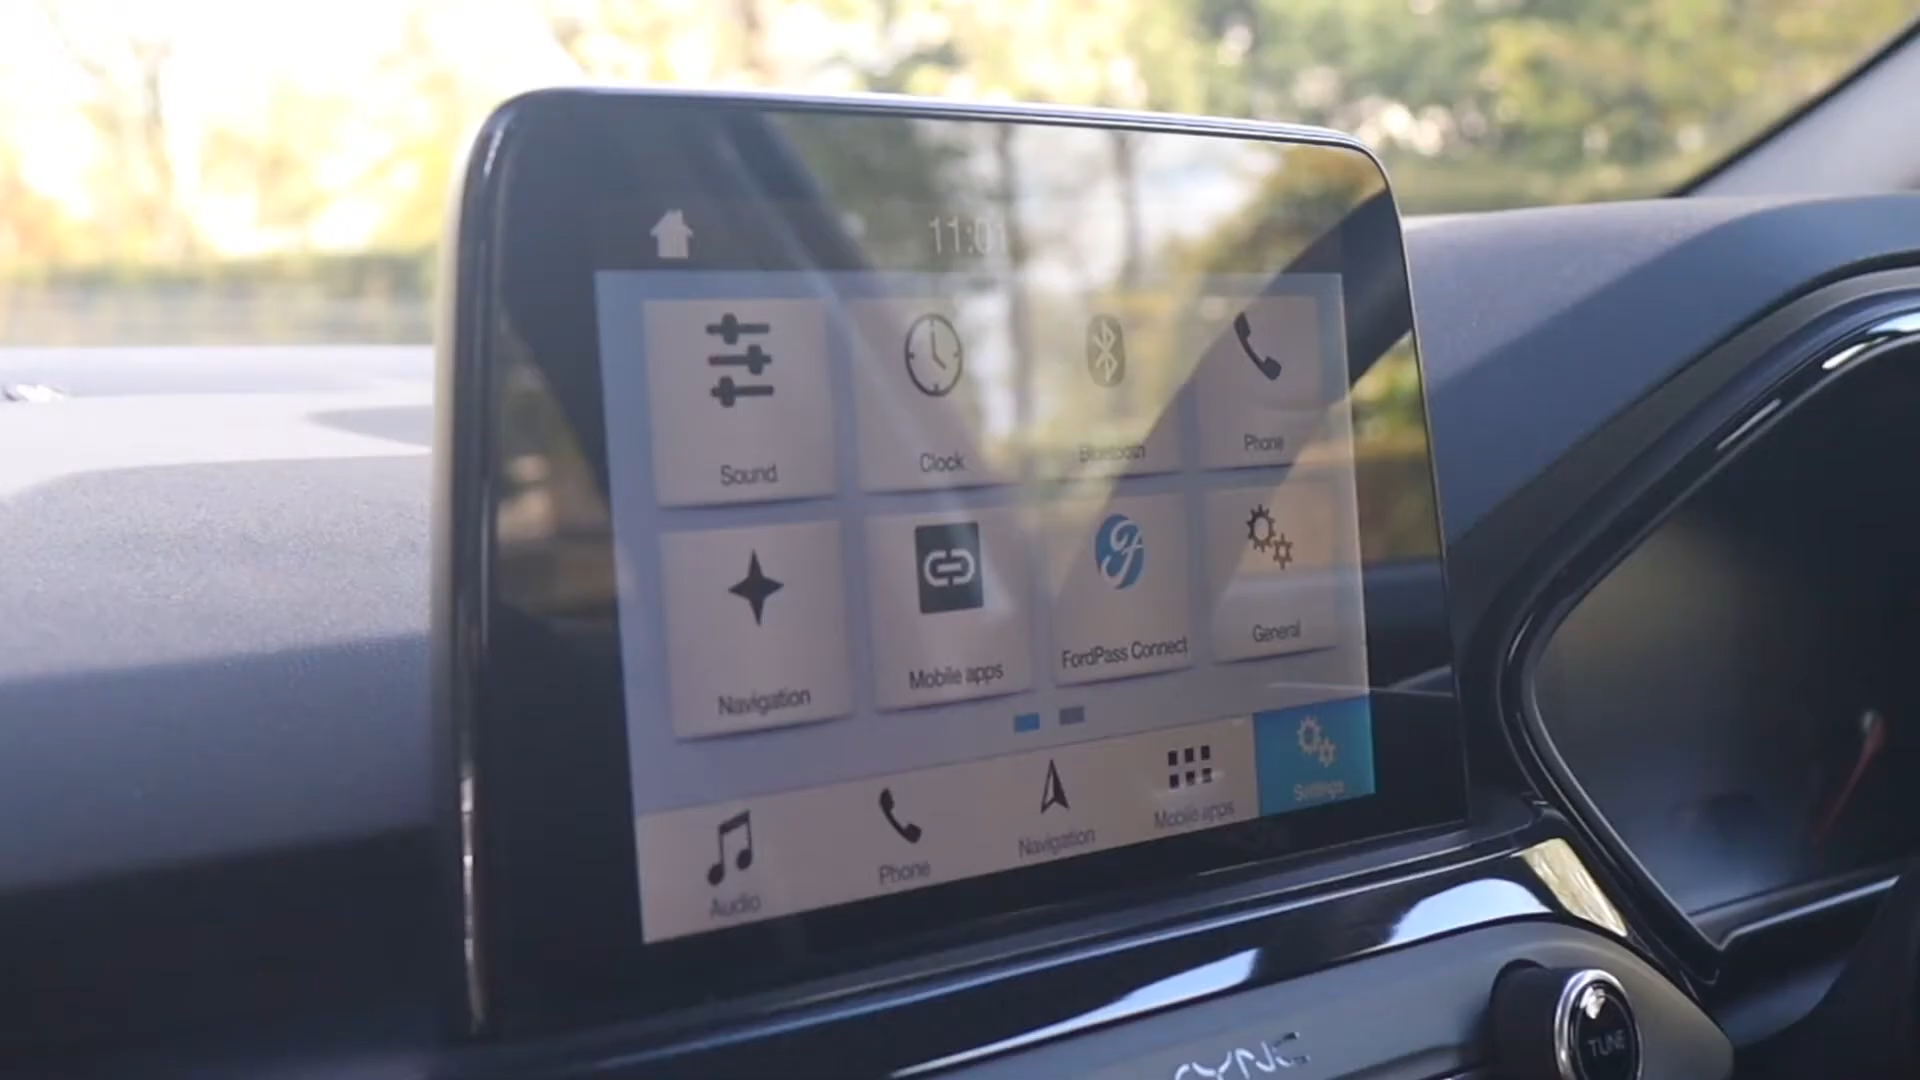 11:01
Sound
Clock
Bluetooth
Phone
Navigation
Mobile apps
FordPass Connect
General
Audio
Phone
Navigation
Mobile apps
Settings
SYNC
TUNE